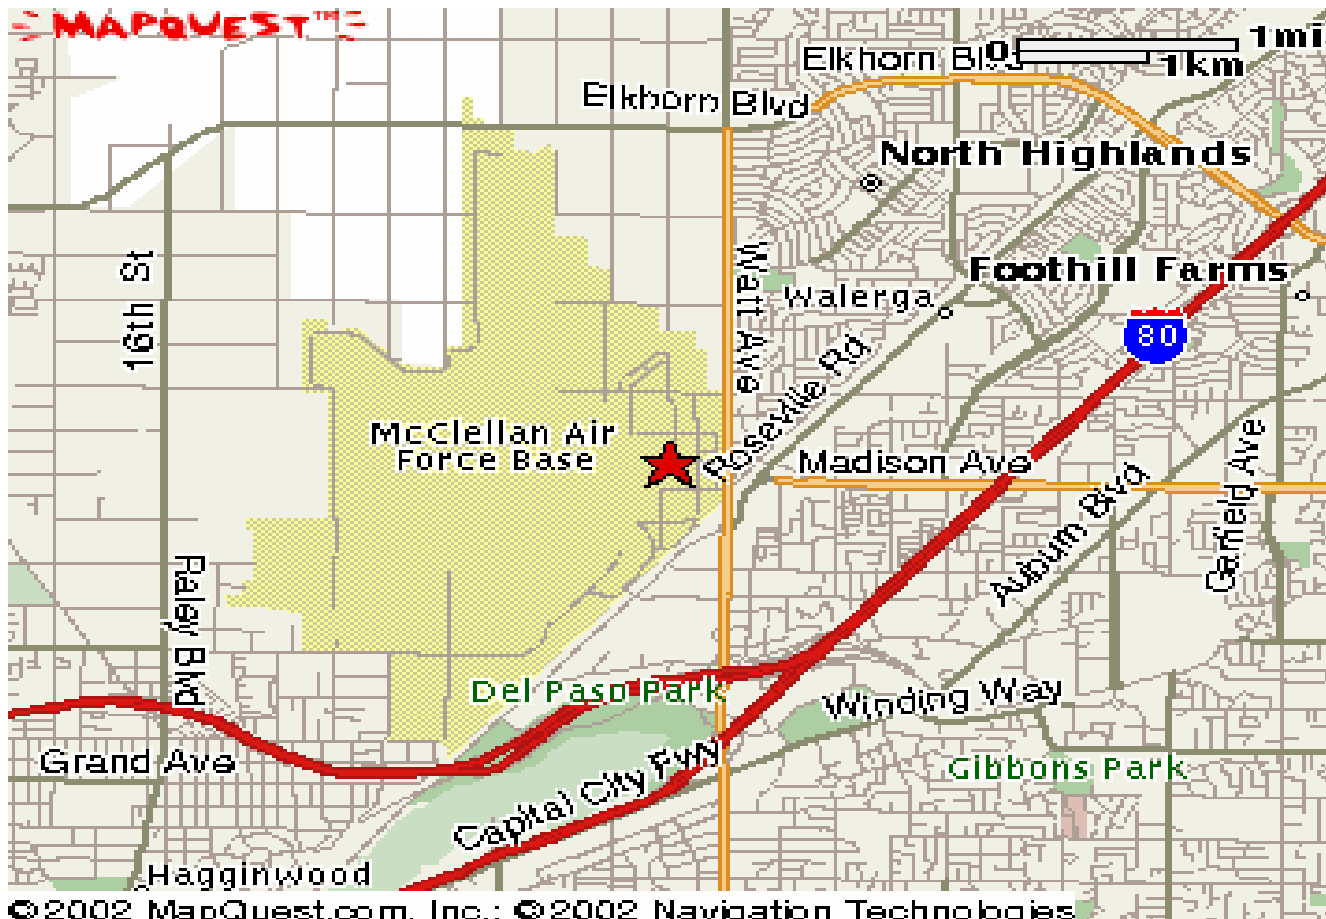 MAPQUEST™
Elkhorn Blvd
0 1mi
1km
Elkhorn Blvd
North Highlands
16th St
Watt Ave
Foothill Farms
Walerga
80
Roseville Rd
McClellan Air
Force Base
Madison Ave
Garfield Ave
Auburn Blvd
Raley Blvd
Del Paso Park
Winding Way
Grand Ave
Capital City Fwy
Gibbons Park
Hagginwood
©2002 MapQuest.com, Inc.; ©2002 Navigation Technologies